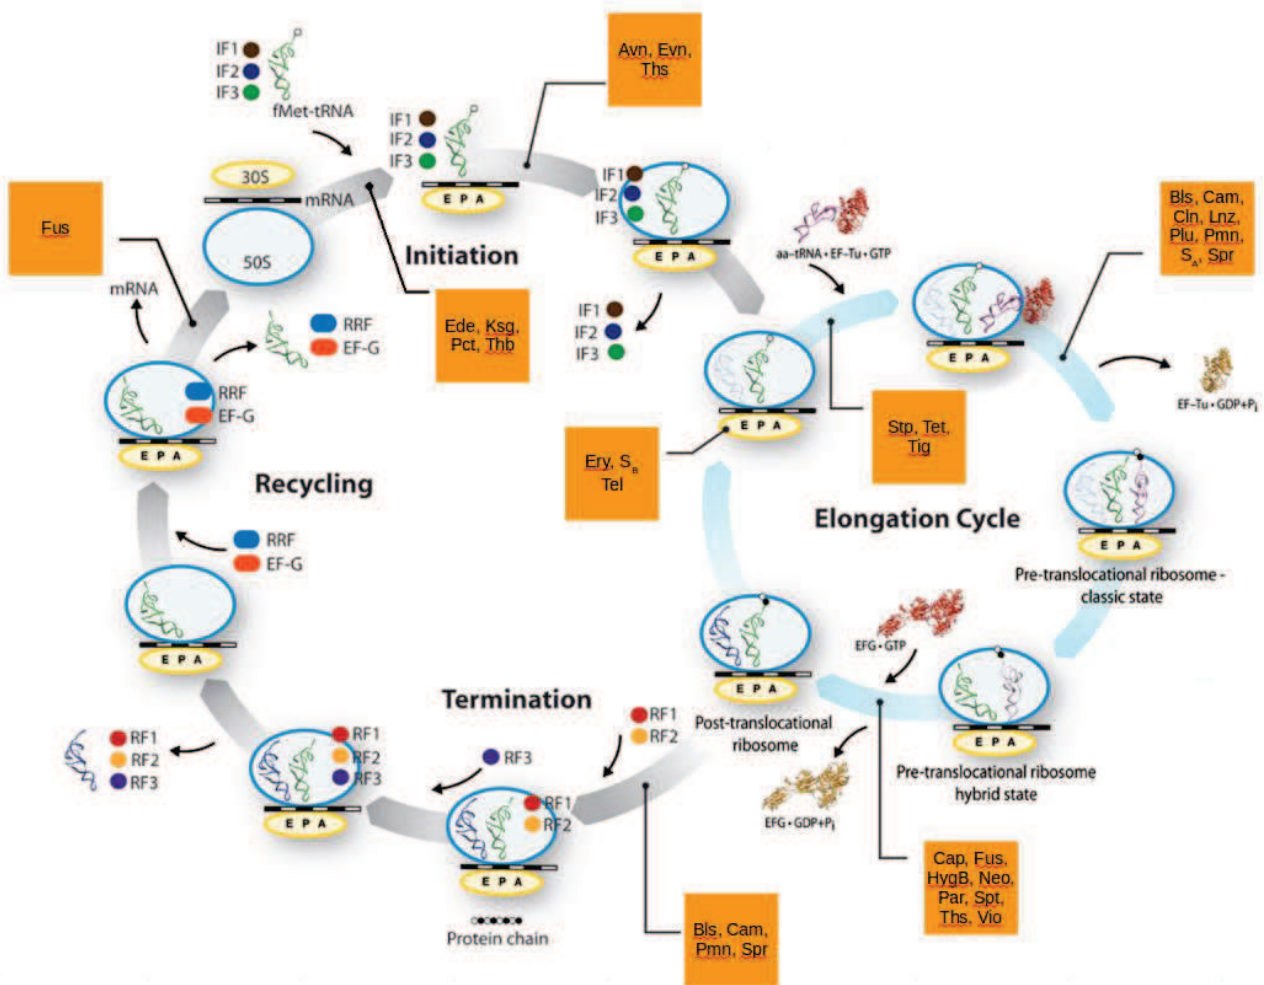 Avn, Evn,
Ths
IF1
IF2
IF3
fMet-tRNA
IF1
IF2
IF3
E P A
30S
mRNA
50S
Initiation
IF1
IF2
IF3
E P A
IF1
IF2
IF3
Ede, Ksg,
Pct, Thb
Fus
mRNA
RRF
EF-G
RRF
EF-G
E P A
Recycling
RRF
EF-G
E P A
aa-tRNA • EF-Tu • GTP
E P A
Bls, Cam,
Cln, Lnz,
Plu, Pmn,
SA, Spr
EF-Tu • GDP+Pi
E P A
Stp, Tet,
Tig
Ery, SB
Tel
Elongation Cycle
E P A
Pre-translocational ribosome -
classic state
EFG • GTP
E P A
Pre-translocational ribosome
hybrid state
EFG • GDP+Pi
E P A
Post-translocational
ribosome
Cap, Fus,
HygB, Neo,
Par, Spt,
Ths, Vio
Termination
RF1
RF2
Bls, Cam,
Pmn, Spr
RF3
RF1
RF2
E P A
Protein chain
RF1
RF2
RF3
E P A
RF1
RF2
RF3